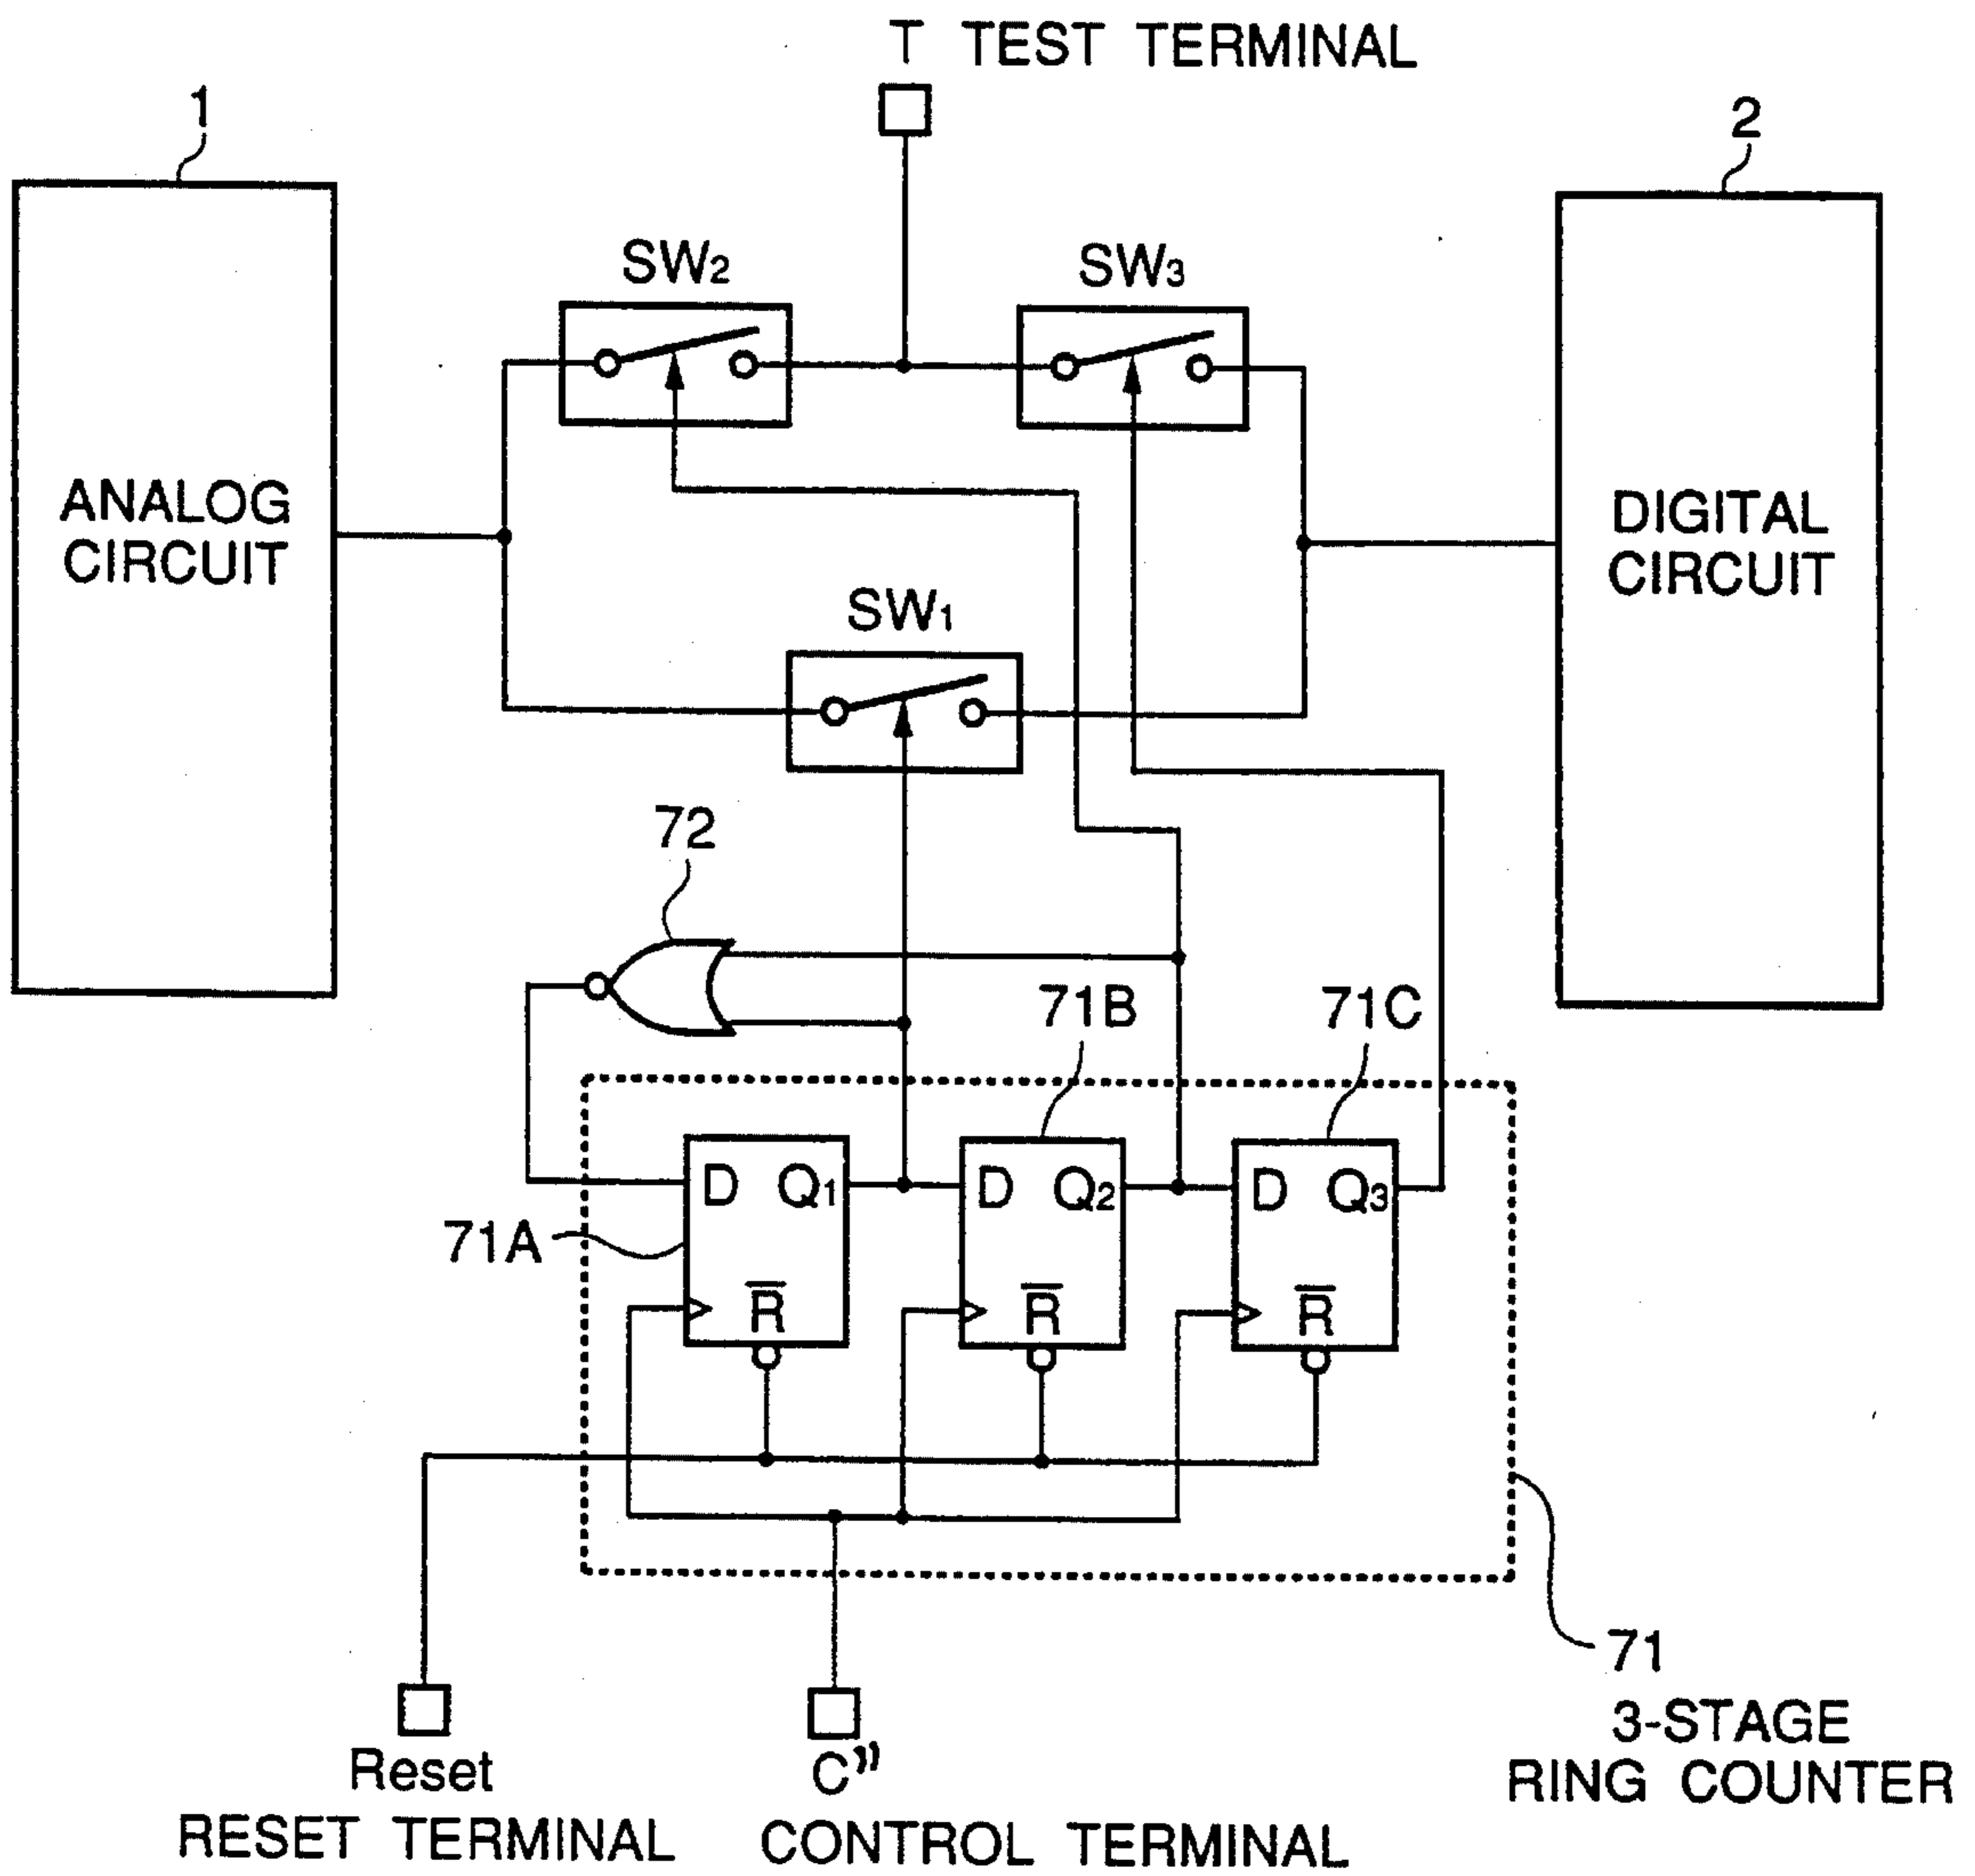 T TEST TERMINAL
1
2
SW2
SW3
ANALOG
CIRCUIT
DIGITAL
CIRCUIT
SW1
72
71B
71C
D Q1
D Q2
D Q3
71A
R̅
R̅
R̅
71
3-STAGE
RING COUNTER
Reset
RESET TERMINAL
C"
CONTROL TERMINAL